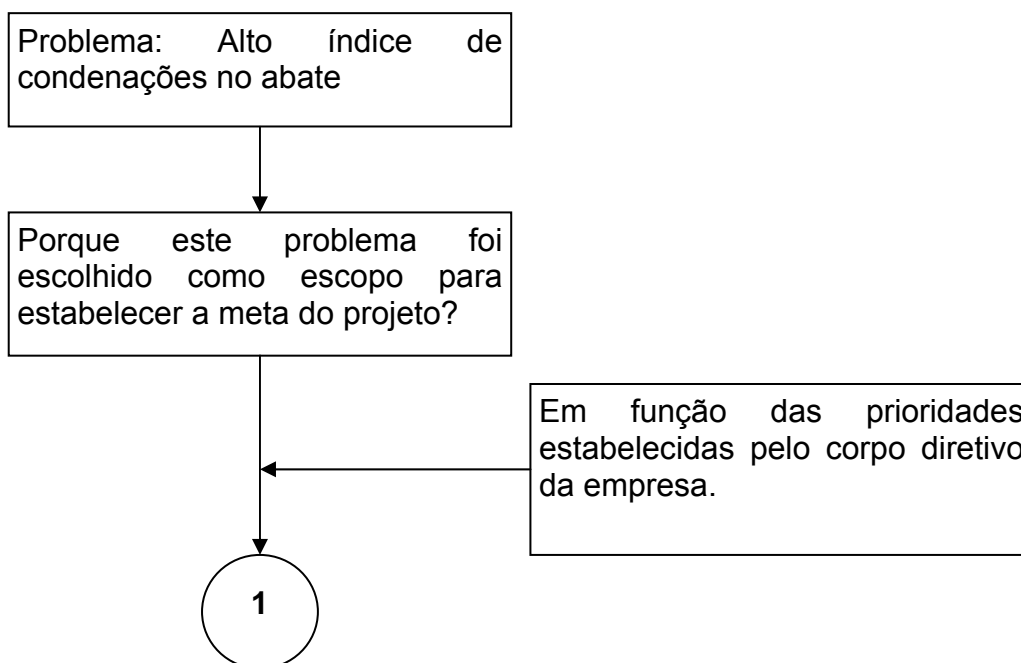 Problema: Alto índice de
condenações no abate
Porque este problema foi
escolhido como escopo para
estabelecer a meta do projeto?
Em função das prioridades
estabelecidas pelo corpo diretivo
da empresa.
1